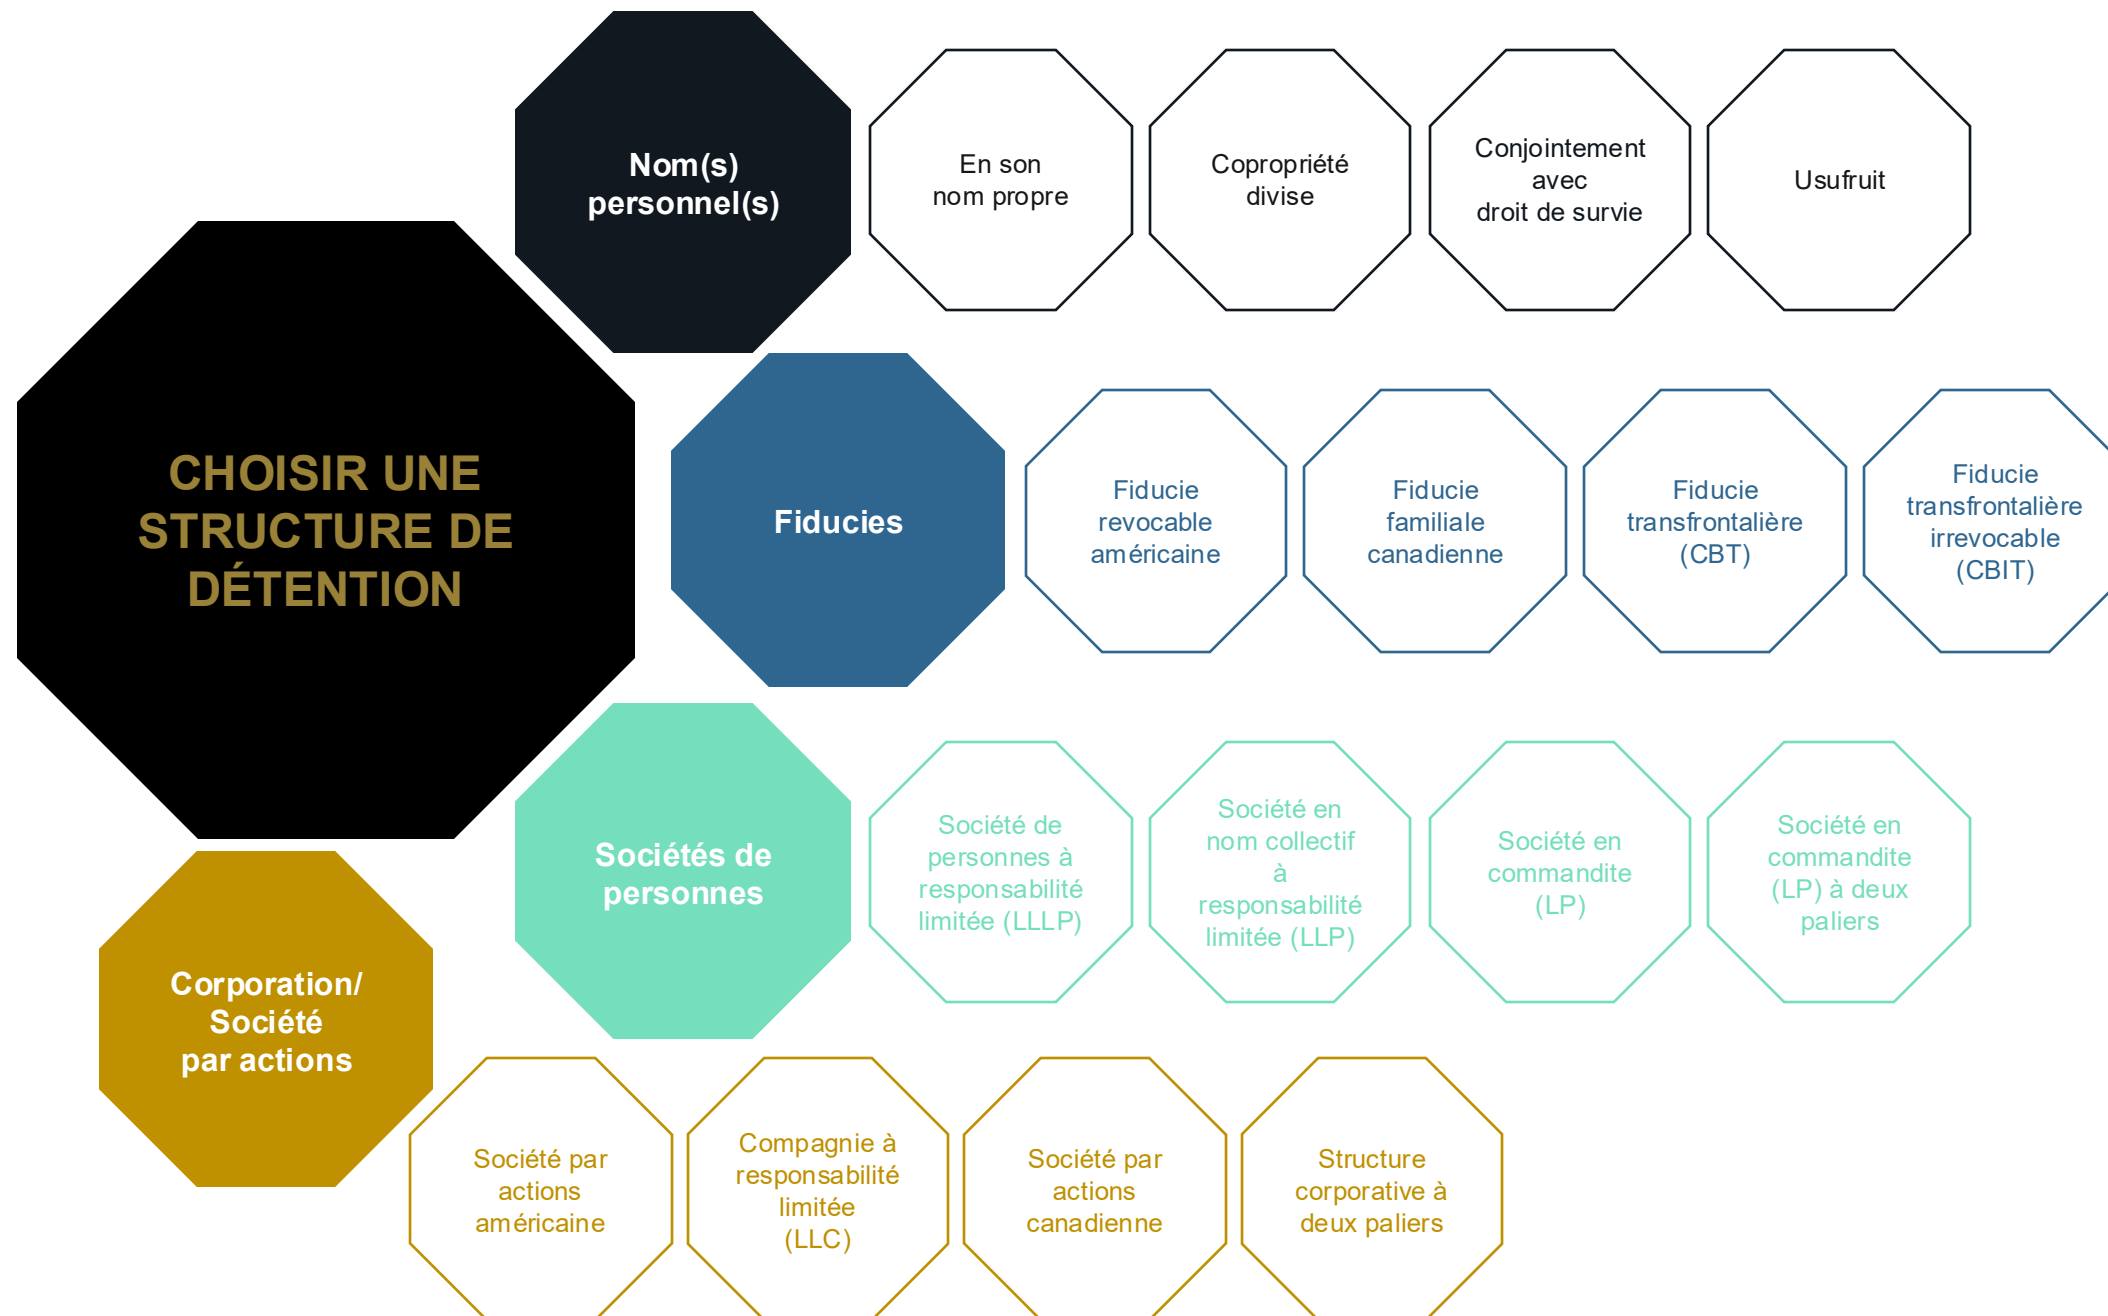 CHOISIR UNE
STRUCTURE DE
DÉTENTION
Nom(s)
personnel(s)
En son
nom propre
Copropriété
divise
Conjointement
avec
droit de survie
Usufruit
Fiducies
Fiducie
revocable
américaine
Fiducie
familiale
canadienne
Fiducie
transfrontalière
(CBT)
Fiducie
transfrontalière
irrevocable
(CBIT)
Sociétés de
personnes
Société de
personnes à
responsabilité
limitée (LLLP)
Société en
nom collectif
à
responsabilité
limitée (LLP)
Société en
commandite
(LP)
Société en
commandite
(LP) à deux
paliers
Corporation/
Société
par actions
Société par
actions
américaine
Compagnie à
responsabilité
limitée
(LLC)
Société par
actions
canadienne
Structure
corporative à
deux paliers